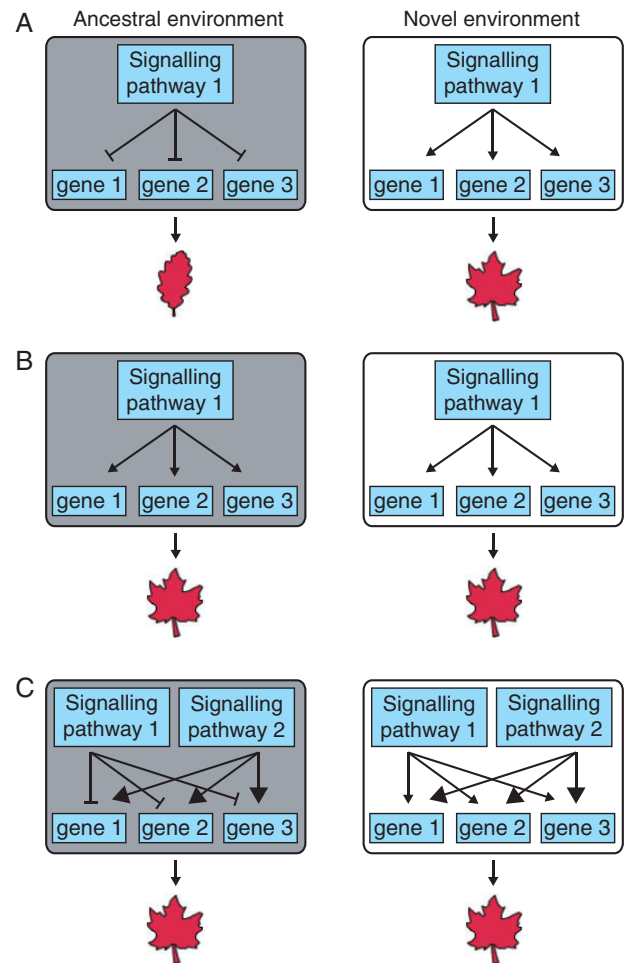 Ancestral environment
Novel environment
A
Signalling
pathway 1
gene 1
gene 2
gene 3
Signalling
pathway 1
gene 1
gene 2
gene 3
B
Signalling
pathway 1
gene 1
gene 2
gene 3
Signalling
pathway 1
gene 1
gene 2
gene 3
C
Signalling
pathway 1
Signalling
pathway 2
gene 1
gene 2
gene 3
Signalling
pathway 1
Signalling
pathway 2
gene 1
gene 2
gene 3